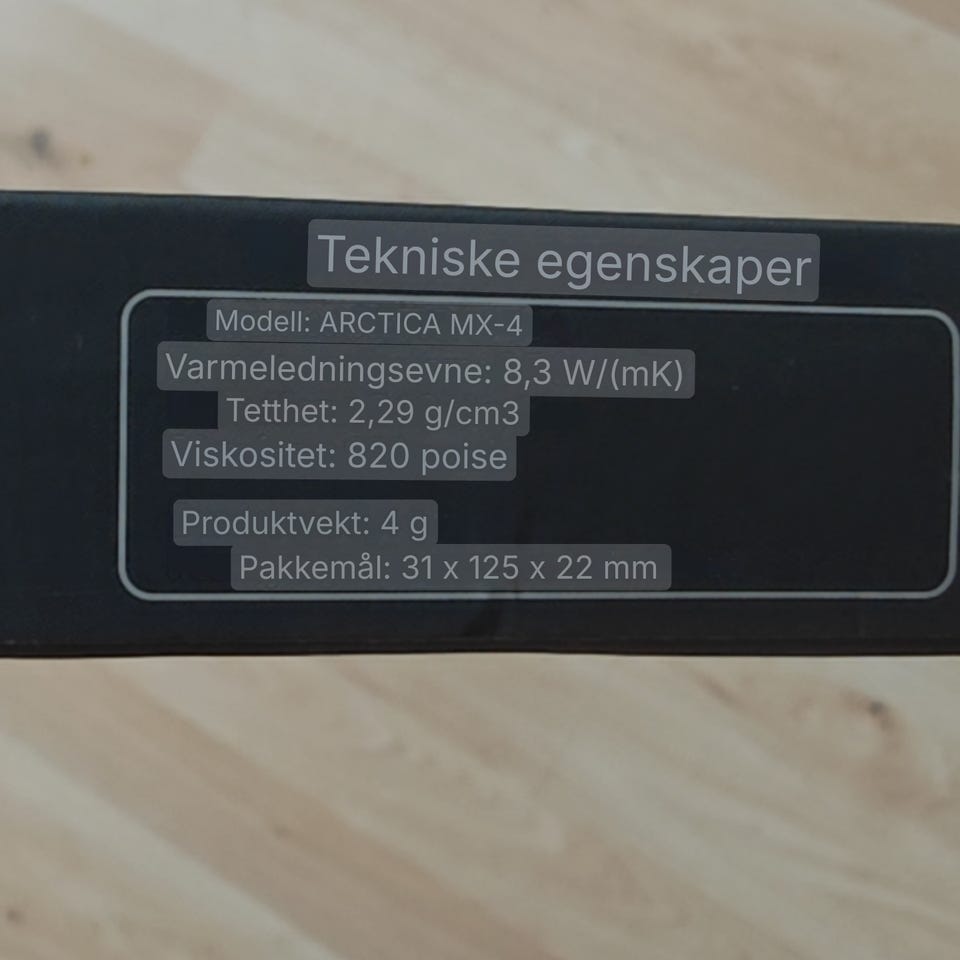 Tekniske egenskaper
Modell: ARCTICA MX-4
Varmeledningsevne: 8,3 W/(mK)
Tetthet: 2,29 g/cm3
Viskositet: 820 poise
Produktvekt: 4 g
Pakkemål: 31 x 125 x 22 mm